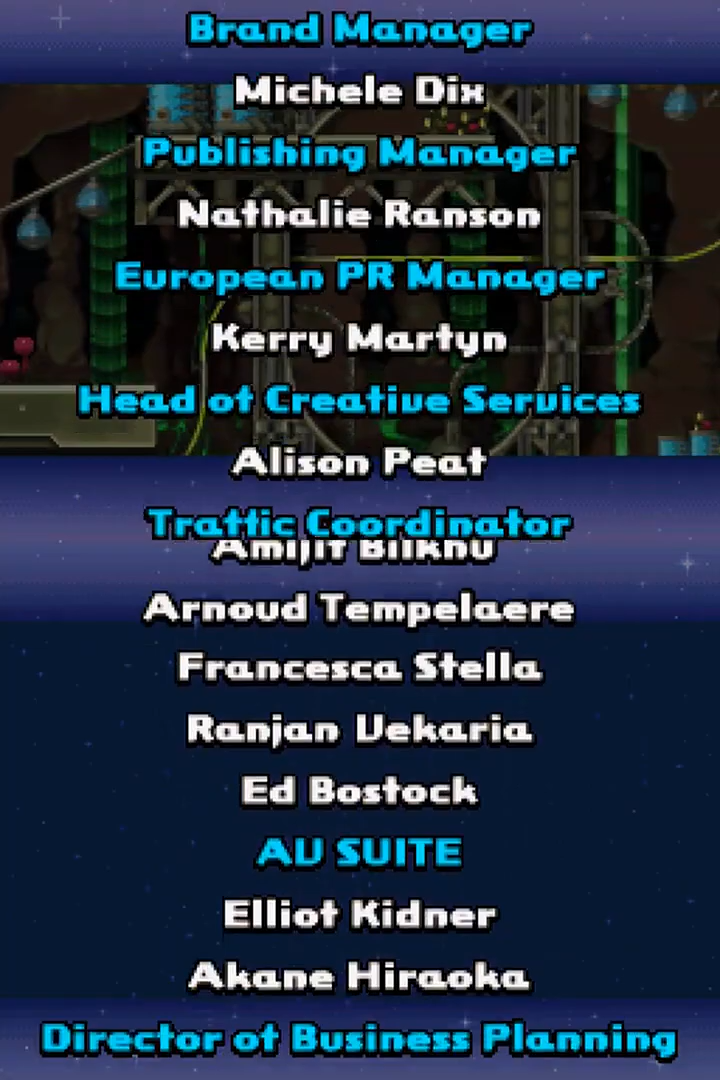 Brand Manager
Michele Dix
Publishing Manager
Nathalie Ranson
European PR Manager
Kerry Martyn
Head of Creative Services
Alison Peat
Traffic Coordinator
Arnoud Tempelaere
Francesca Stella
Ranjan Vekaria
Ed Bostock
AV SUITE
Elliot Kidner
Akane Hiraoka
Director of Business Planning